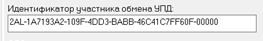 Идентификатор участника обмена УПД:
2AL-1A7193A2-109F-4DD3-BABB-46C41C7FF60F-00000